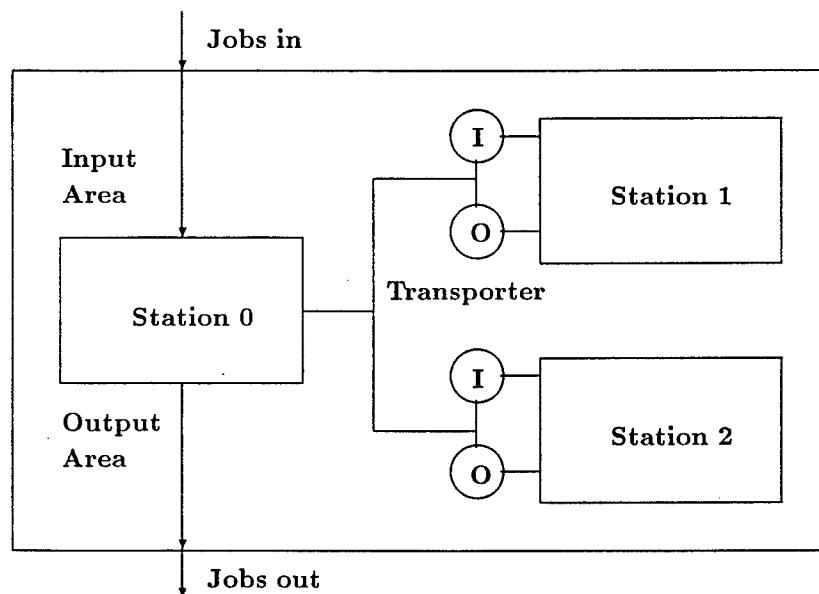 Jobs in
Input
Area
I
Station 1
O
Transporter
Station 0
I
Station 2
O
Output
Area
Jobs out